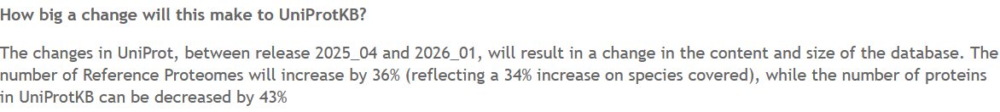 How big a change will this make to UniProtKB?
The changes in UniProt, between release 2025_04 and 2026_01, will result in a change in the content and size of the database. The
number of Reference Proteomes will increase by 36% (reflecting a 34% increase on species covered), while the number of proteins
in UniProtKB can be decreased by 43%